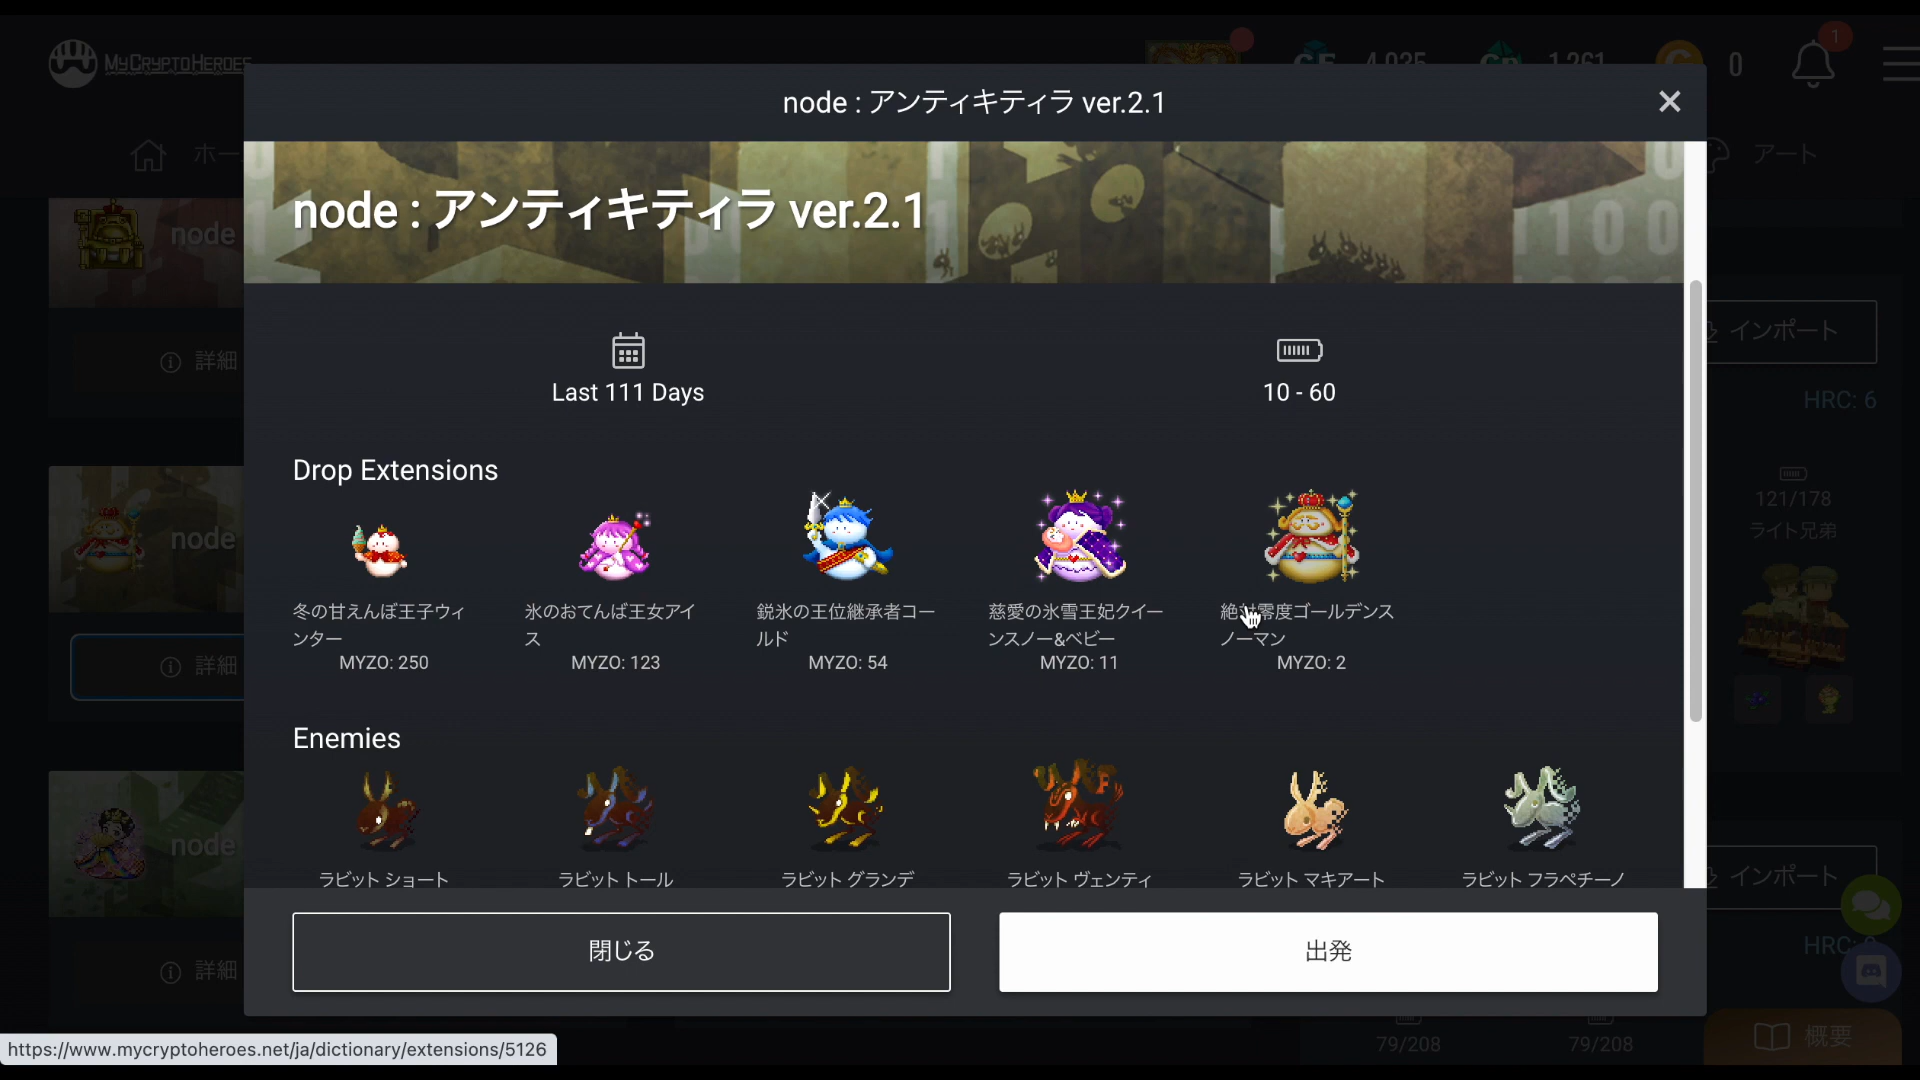 MyCryptoHeroes
4,035
1,261
0
1
node : アンティキティラ ver.2.1
ホー
アート
node : アンティキティラ ver.2.1
node
詳細
インポート
HRC: 6
Last 111 Days
10 - 60
Drop Extensions
121/178
ライト兄弟
node
詳細
冬の甘えんぼ王子ウィ
ンター
MYZO: 250
氷のおてんば王女アイ
ス
MYZO: 123
鋭氷の王位継承者コー
ルド
MYZO: 54
慈愛の氷雪王妃クイー
ンスノー&ベビー
MYZO: 11
絶対零度ゴールデンス
ノーマン
MYZO: 2
Enemies
node
詳細
ラビット ショート
ラビット トール
ラビット グランデ
ラビット ヴェンティ
ラビット マキアート
ラビット フラペチーノ
インポート
HRC:
閉じる
出発
79/208
79/208
概要
https://www.mycryptoheroes.net/ja/dictionary/extensions/5126